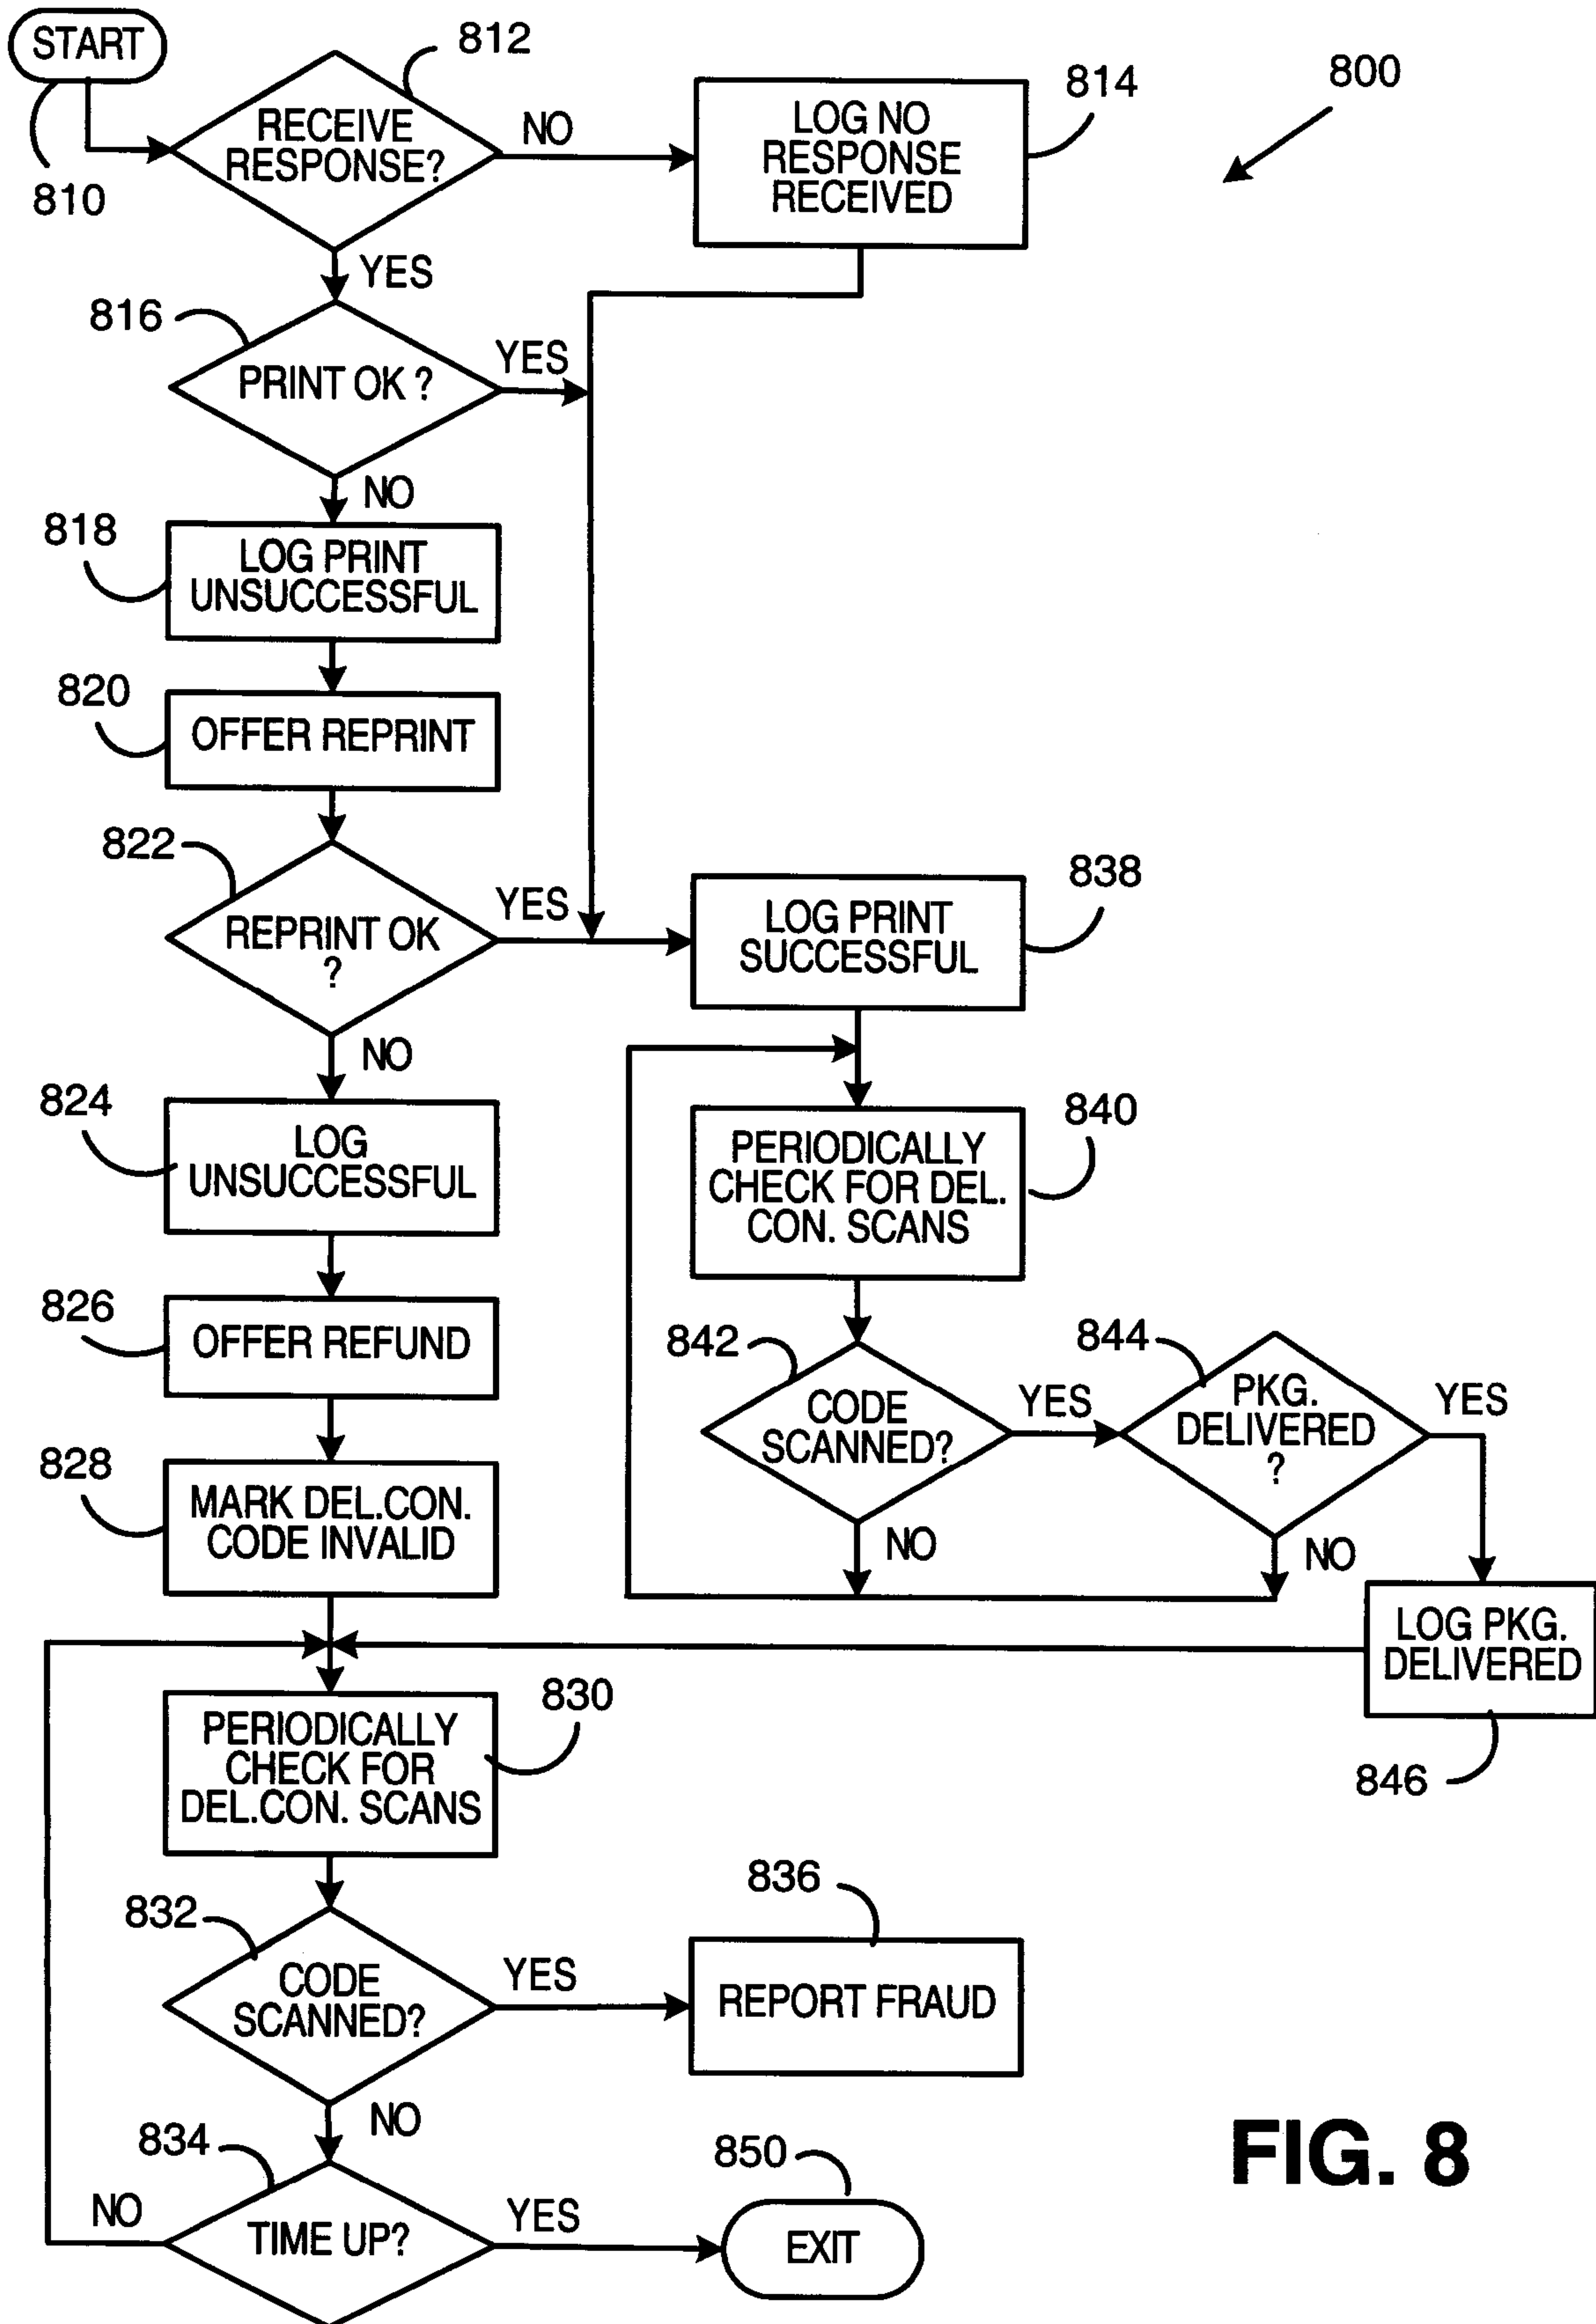 START
810
812
RECEIVE
RESPONSE?
NO
YES
LOG NO
RESPONSE
RECEIVED
814
800
816
PRINT OK ?
YES
NO
818
LOG PRINT
UNSUCCESSFUL
820
OFFER REPRINT
822
REPRINT OK
?
YES
NO
LOG PRINT
SUCCESSFUL
838
824
LOG
UNSUCCESSFUL
PERIODICALLY
CHECK FOR DEL.
CON. SCANS
840
826
OFFER REFUND
842
CODE
SCANNED?
YES
NO
844
PKG.
DELIVERED
?
YES
NO
828
MARK DEL.CON.
CODE INVALID
LOG PKG.
DELIVERED
846
PERIODICALLY
CHECK FOR
DEL.CON. SCANS
830
832
CODE
SCANNED?
YES
NO
836
REPORT FRAUD
834
TIME UP?
NO
YES
850
EXIT
FIG. 8